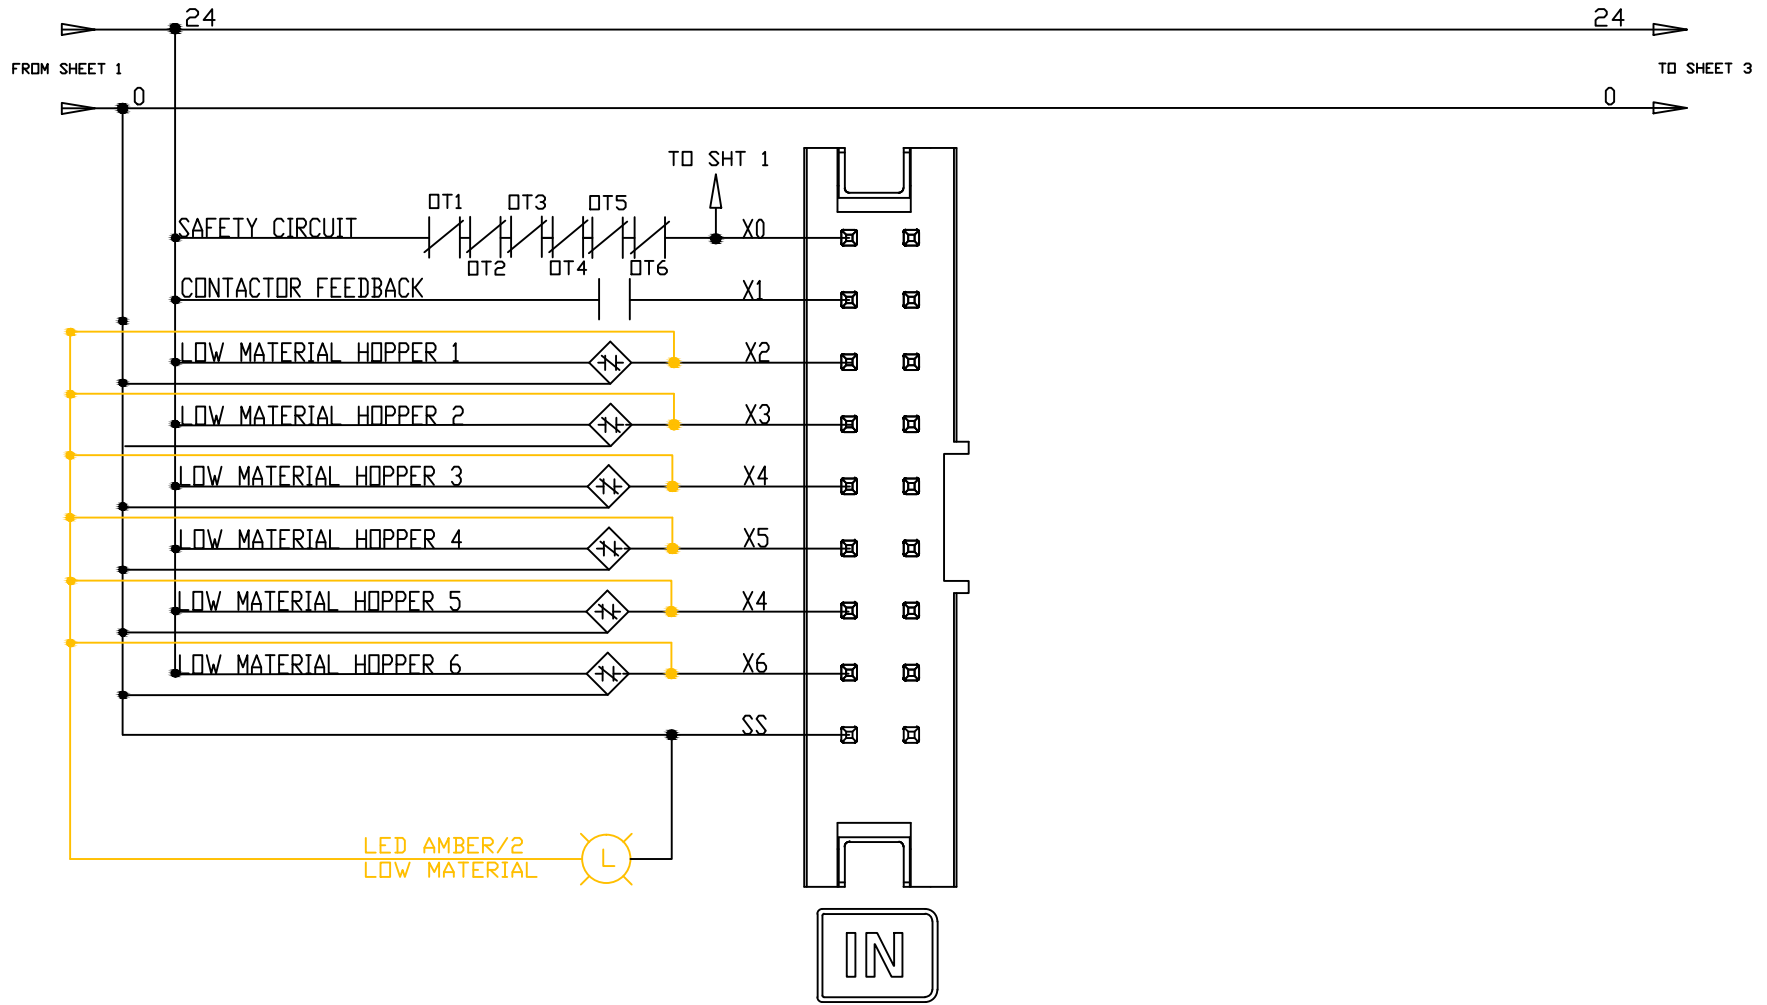 24 24
FROM SHEET 1 TO SHEET 3
0 0
TO SHT 1
OT1 OT3 OT5
SAFETY CIRCUIT X0
OT2 OT4 OT6
CONTACTOR FEEDBACK X1
LOW MATERIAL HOPPER 1 X2
LOW MATERIAL HOPPER 2 X3
LOW MATERIAL HOPPER 3 X4
LOW MATERIAL HOPPER 4 X5
LOW MATERIAL HOPPER 5 X4
LOW MATERIAL HOPPER 6 X6
SS
LED AMBER/2
LOW MATERIAL
L
IN